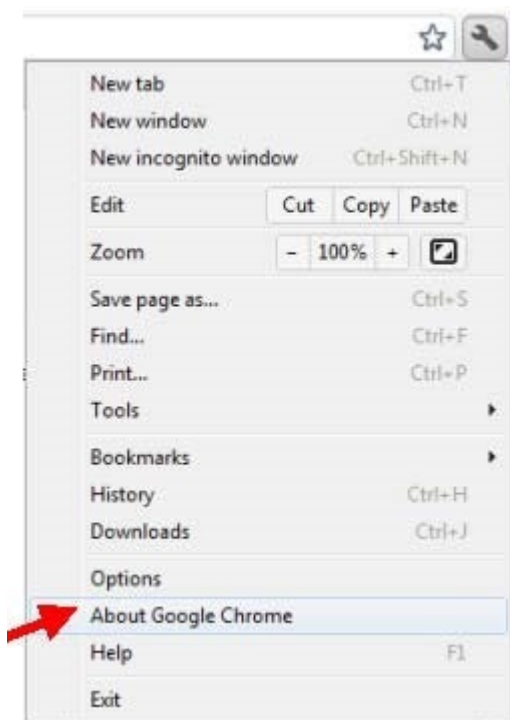 New tab Ctrl+T
New window Ctrl+N
New incognito window Ctrl+Shift+N
Edit Cut Copy Paste
Zoom - 100% +
Save page as... Ctrl+S
Find... Ctrl+F
Print... Ctrl+P
Tools
Bookmarks
History Ctrl+H
Downloads Ctrl+J
Options
About Google Chrome
Help F1
Exit